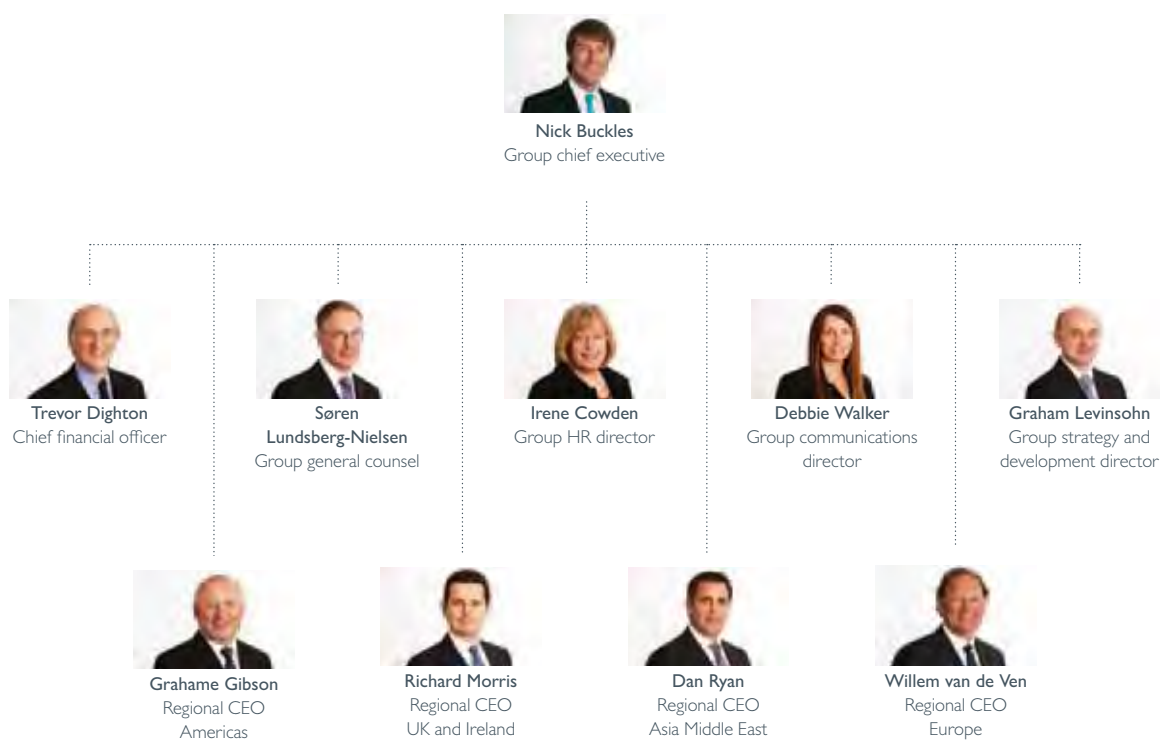 Nick Buckles
Group chief executive
Trevor Dighton
Chief financial officer
Søren
Lundsberg-Nielsen
Group general counsel
Irene Cowden
Group HR director
Debbie Walker
Group communications
director
Graham Levinsohn
Group strategy and
development director
Grahame Gibson
Regional CEO
Americas
Richard Morris
Regional CEO
UK and Ireland
Dan Ryan
Regional CEO
Asia Middle East
Willem van de Ven
Regional CEO
Europe